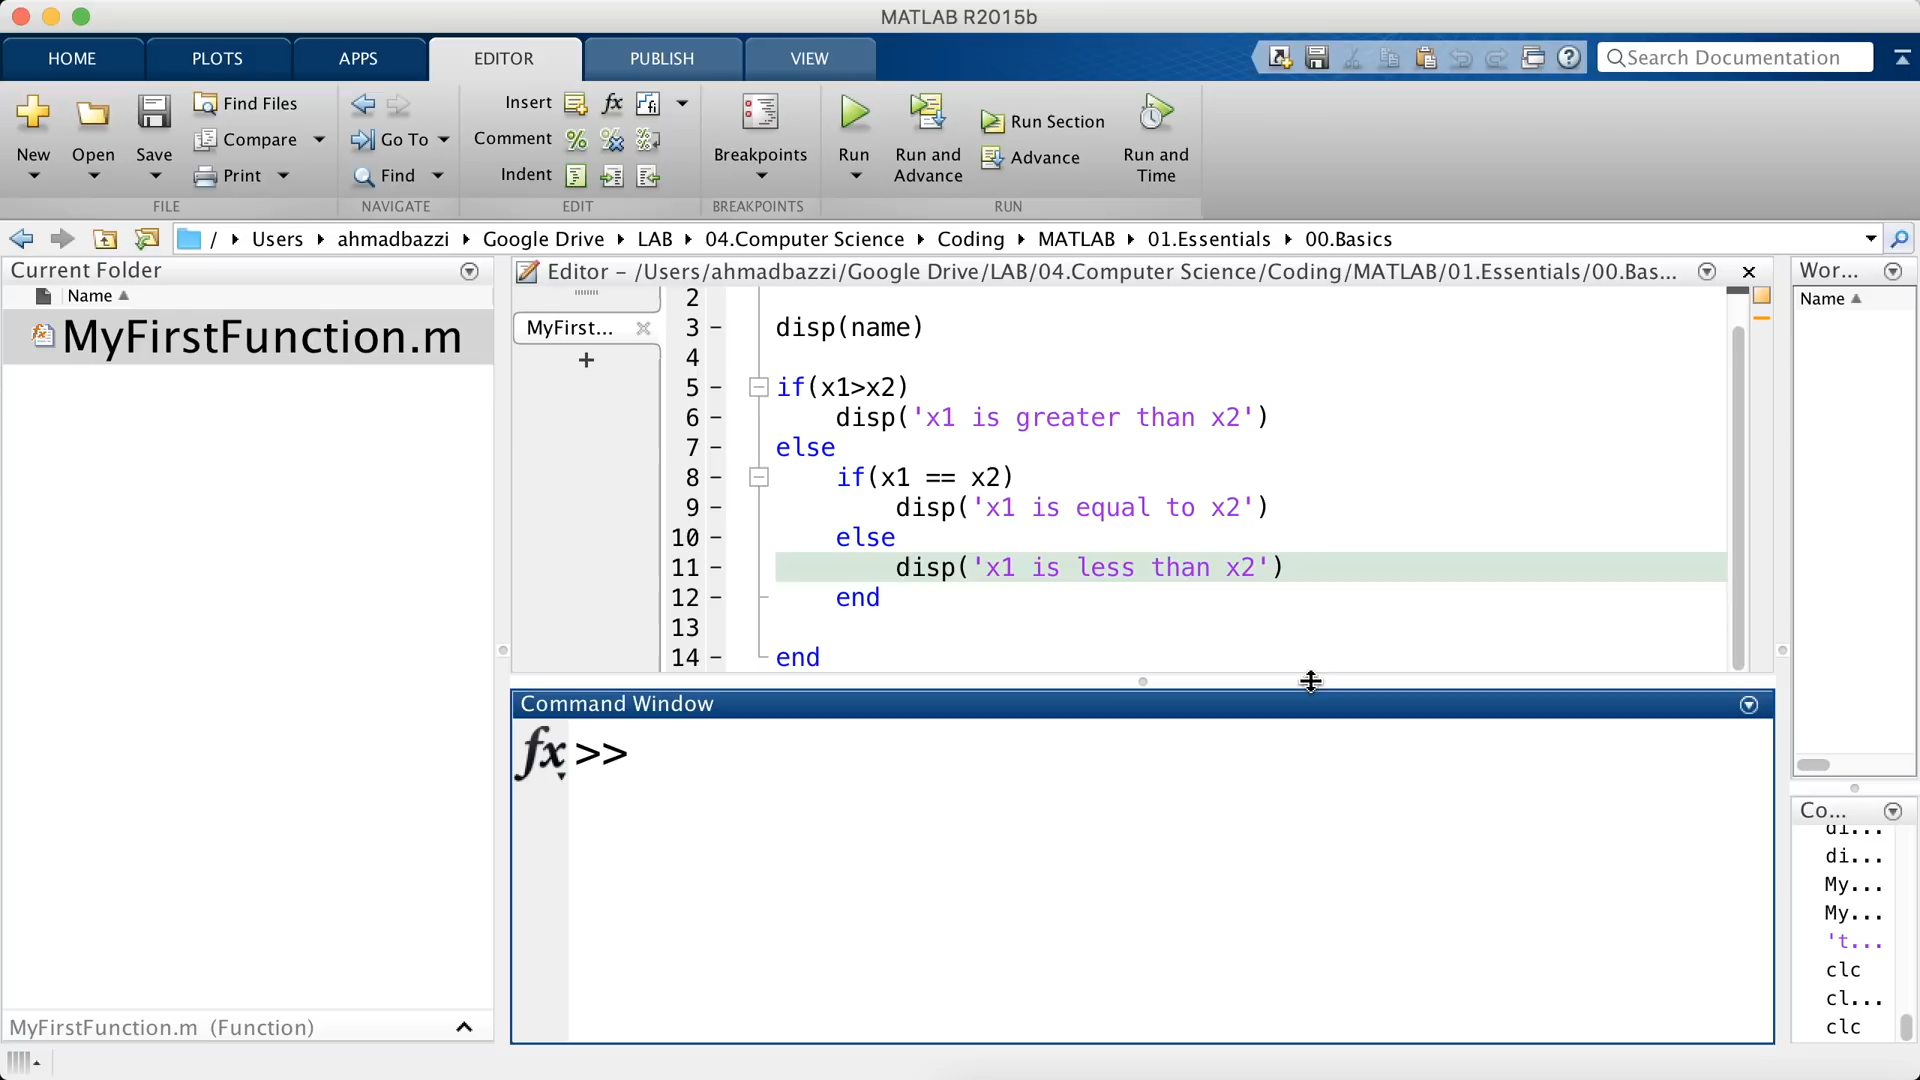 MATLAB R2015b
HOME
PLOTS
APPS
EDITOR
PUBLISH
VIEW
Search Documentation
New
Open
Save
Find Files
Compare
Print
FILE
Go To
Find
NAVIGATE
Insert
Comment
Indent
EDIT
Breakpoints
BREAKPOINTS
Run
Run and
Advance
Run Section
Advance
Run and
Time
RUN
/ Users ahmadbazzi Google Drive LAB 04.Computer Science Coding MATLAB 01.Essentials 00.Basics
Current Folder
Name
MyFirstFunction.m
MyFirstFunction.m (Function)
Editor – /Users/ahmadbazzi/Google Drive/LAB/04.Computer Science/Coding/MATLAB/01.Essentials/00.Bas...
MyFirst...
+
2
3 – disp(name)
4
5 – if(x1>x2)
6 – disp('x1 is greater than x2')
7 – else
8 – if(x1 == x2)
9 – disp('x1 is equal to x2')
10 – else
11 – disp('x1 is less than x2')
12 – end
13
14 – end
Command Window
fx >>
Wor...
Name
Co...
di...
di...
My...
My...
't...
clc
cl...
clc